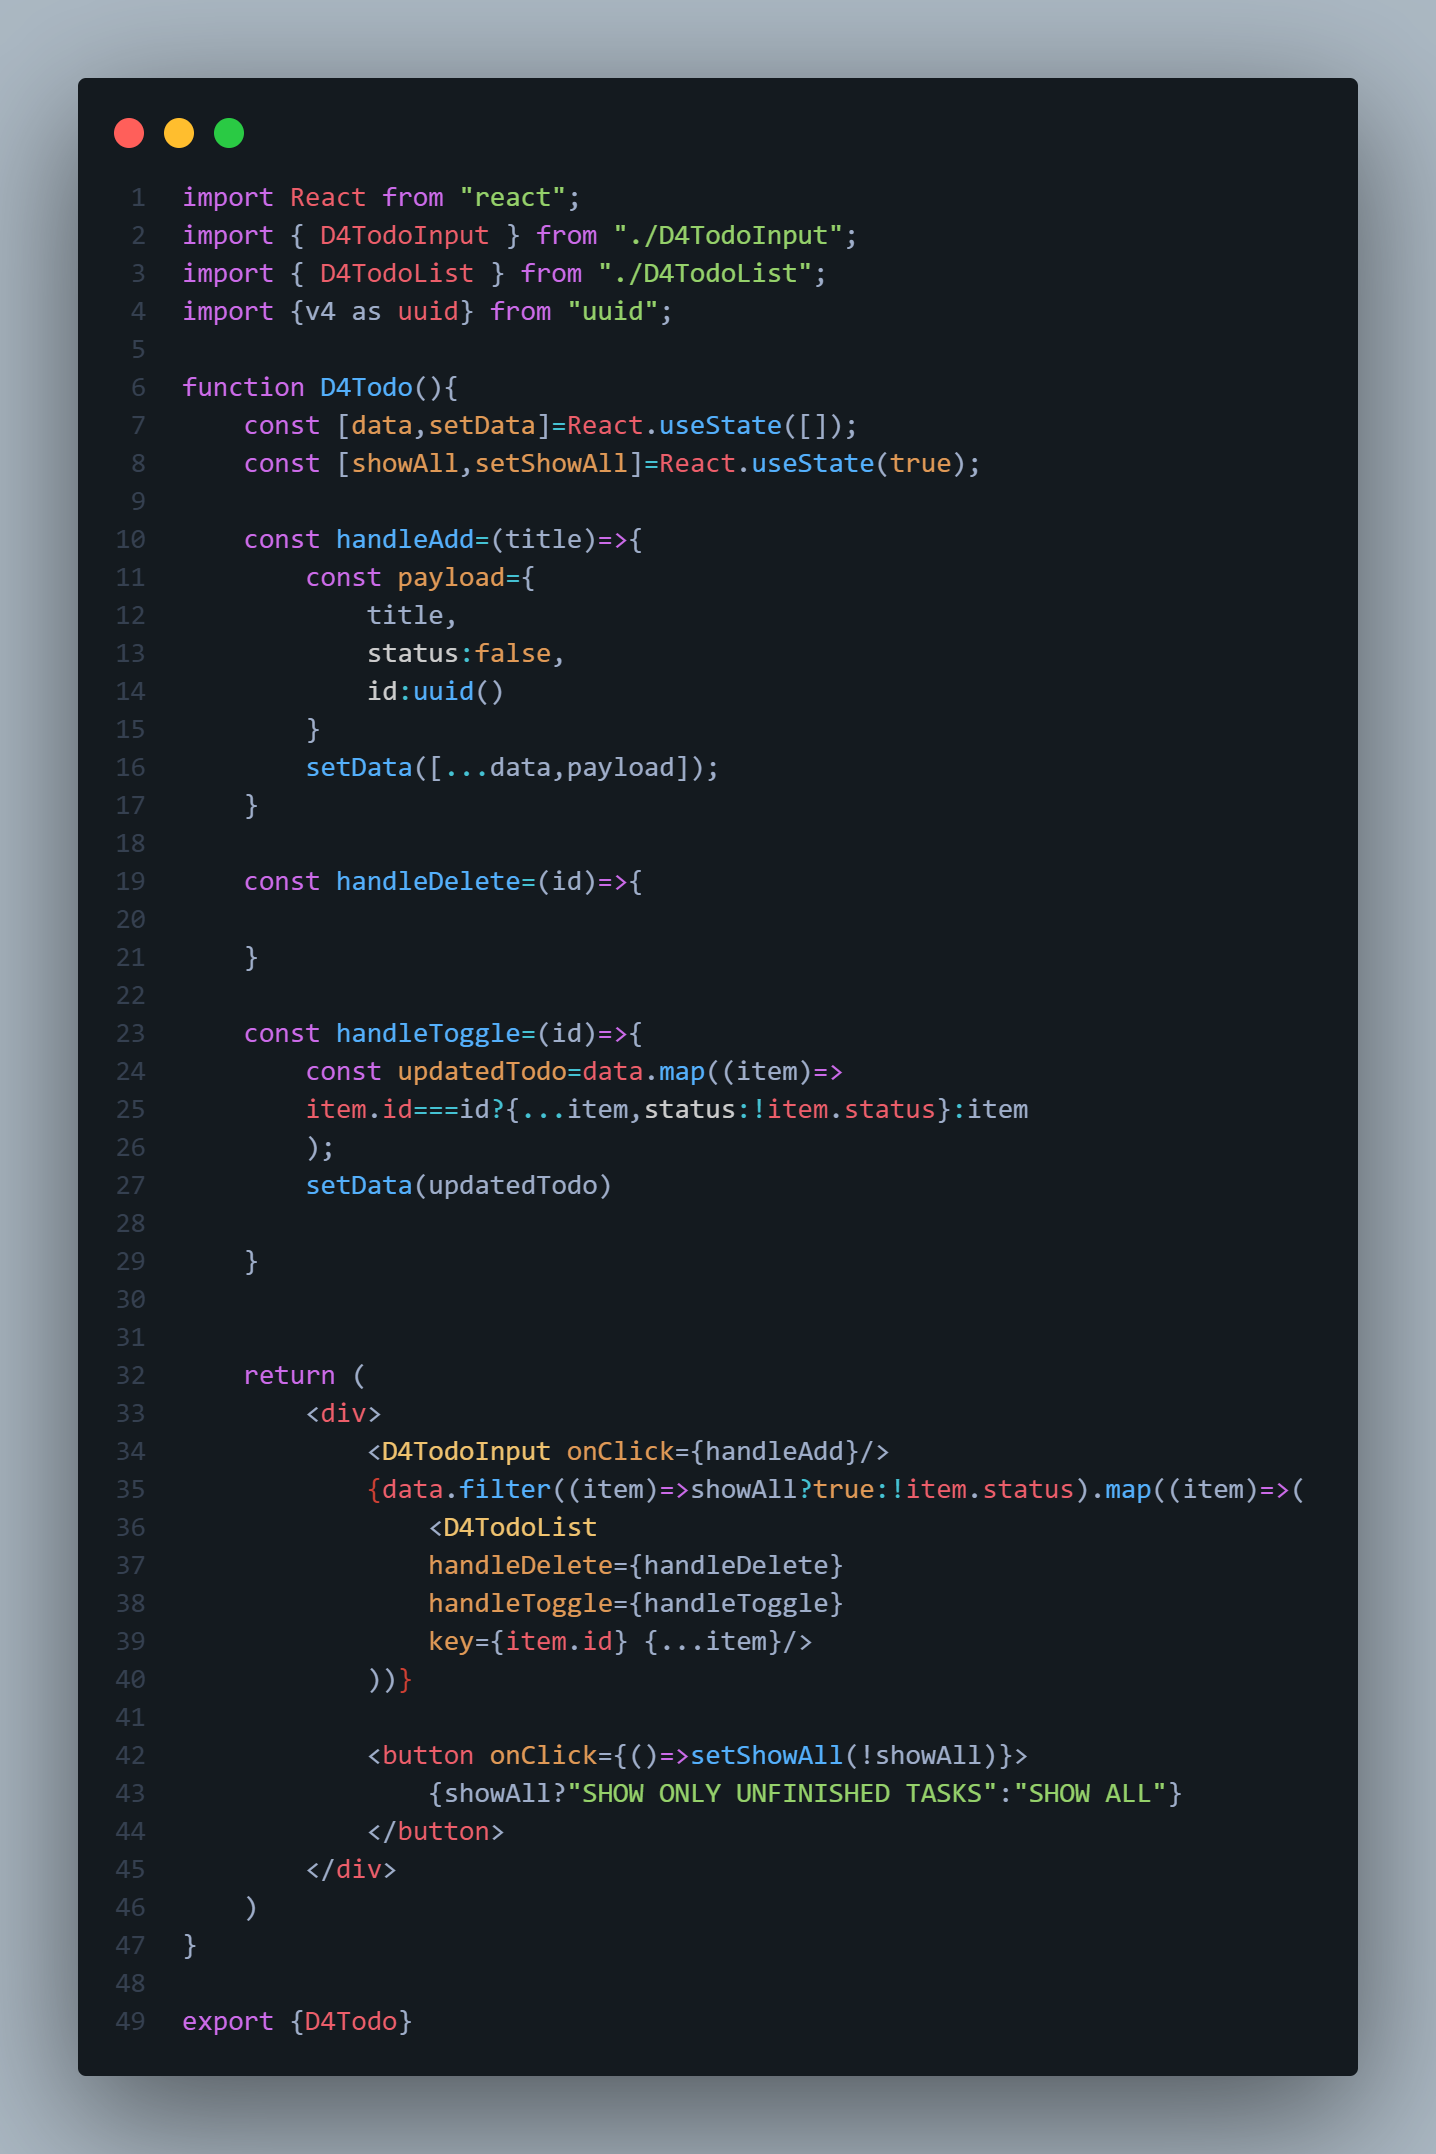 1 import React from "react";
2 import { D4TodoInput } from "./D4TodoInput";
3 import { D4TodoList } from "./D4TodoList";
4 import {v4 as uuid} from "uuid";
5
6 function D4Todo(){
7     const [data,setData]=React.useState([]);
8     const [showAll,setShowAll]=React.useState(true);
9
10     const handleAdd=(title)=>{
11         const payload={
12             title,
13             status:false,
14             id:uuid()
15         }
16         setData([...data,payload]);
17     }
18
19     const handleDelete=(id)=>{
20
21     }
22
23     const handleToggle=(id)=>{
24         const updatedTodo=data.map((item)=>
25         item.id===id?{...item,status:!item.status}:item
26         );
27         setData(updatedTodo)
28
29     }
30
31
32     return (
33         <div>
34             <D4TodoInput onClick={handleAdd}/>
35             {data.filter((item)=>showAll?true:!item.status).map((item)=>(
36                 <D4TodoList
37                 handleDelete={handleDelete}
38                 handleToggle={handleToggle}
39                 key={item.id} {...item}/>
40             ))}
41
42             <button onClick={()=>setShowAll(!showAll)}>
43                 {showAll?"SHOW ONLY UNFINISHED TASKS":"SHOW ALL"}
44             </button>
45         </div>
46     )
47 }
48
49 export {D4Todo}